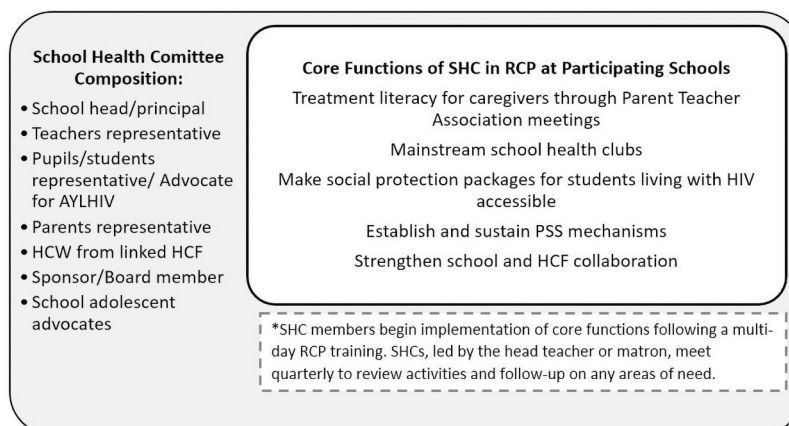 School Health Comittee
Composition:
• School head/principal
• Teachers representative
• Pupils/students
representative/ Advocate
for AYLHIV
• Parents representative
• HCW from linked HCF
• Sponsor/Board member
• School adolescent
advocates
Core Functions of SHC in RCP at Participating Schools
Treatment literacy for caregivers through Parent Teacher
Association meetings
Mainstream school health clubs
Make social protection packages for students living with HIV
accessible
Establish and sustain PSS mechanisms
Strengthen school and HCF collaboration
*SHC members begin implementation of core functions following a multi-
day RCP training. SHCs, led by the head teacher or matron, meet
quarterly to review activities and follow-up on any areas of need.